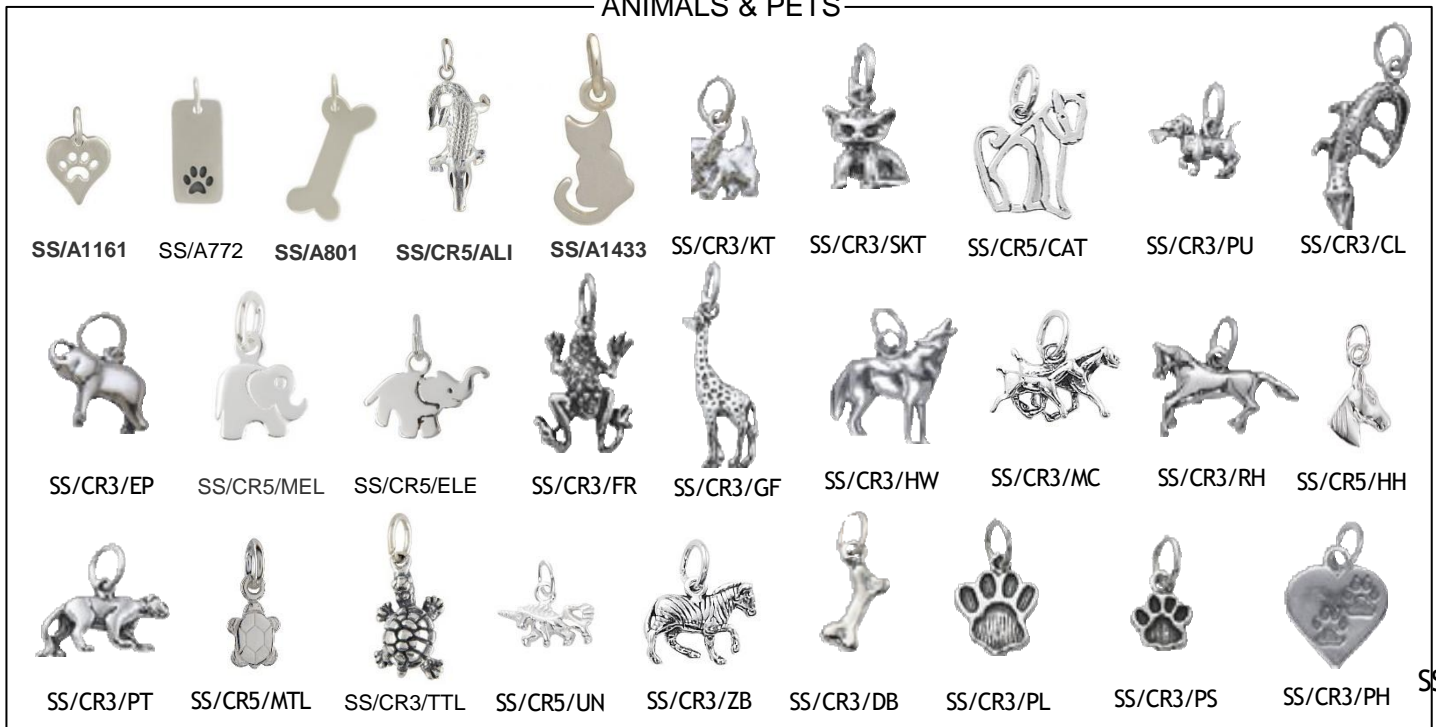 ANIMALS & PETS
SS/A1161 SS/A772 SS/A801 SS/CR5/ALI SS/A1433 SS/CR3/KT SS/CR3/SKT SS/CR5/CAT SS/CR3/PU SS/CR3/CL
SS/CR3/EP SS/CR5/MEL SS/CR5/ELE SS/CR3/FR SS/CR3/GF SS/CR3/HW SS/CR3/MC SS/CR3/RH SS/CR5/HH
SS/CR3/PT SS/CR5/MTL SS/CR3/TTL SS/CR5/UN SS/CR3/ZB SS/CR3/DB SS/CR3/PL SS/CR3/PS SS/CR3/PH